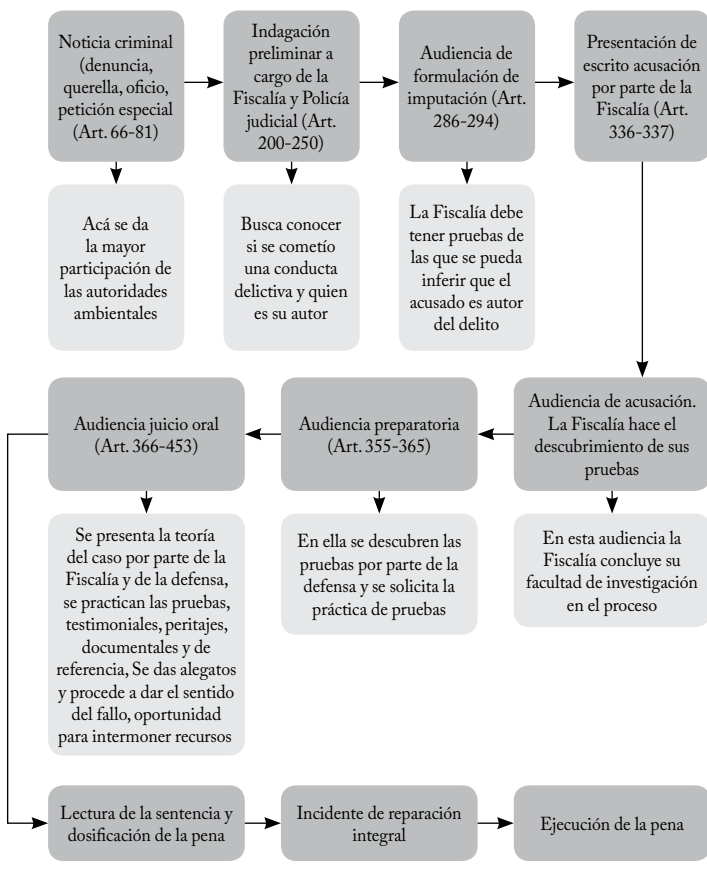 Noticia criminal
(denuncia,
querella, oficio,
petición especial
(Art. 66-81)
Indagación
preliminar a
cargo de la
Fiscalía y Policía
judicial (Art.
200-250)
Audiencia de
formulación de
imputación (Art.
286-294)
Presentación de
escrito acusación
por parte de la
Fiscalía (Art.
336-337)
Acá se da
la mayor
participación de
las autoridades
ambientales
Busca conocer
si se cometío
una conducta
delictiva y quien
es su autor
La Fiscalía debe
tener pruebas de
las que se pueda
inferir que el
acusado es autor
del delito
Audiencia de acusación.
La Fiscalía hace el
descubrimiento de sus
pruebas
Audiencia preparatoria
(Art. 355-365)
Audiencia juicio oral
(Art. 366-453)
En esta audiencia la
Fiscalía concluye su
facultad de investigación
en el proceso
En ella se descubren las
pruebas por parte de la
defensa y se solicita la
práctica de pruebas
Se presenta la teoría
del caso por parte de la
Fiscalía y de la defensa,
se practican las pruebas,
testimoniales, peritajes,
documentales y de
referencia, Se das alegatos
y procede a dar el sentido
del fallo, oportunidad
para intermoner recursos
Lectura de la sentencia y
dosificación de la pena
Incidente de reparación
integral
Ejecución de la pena